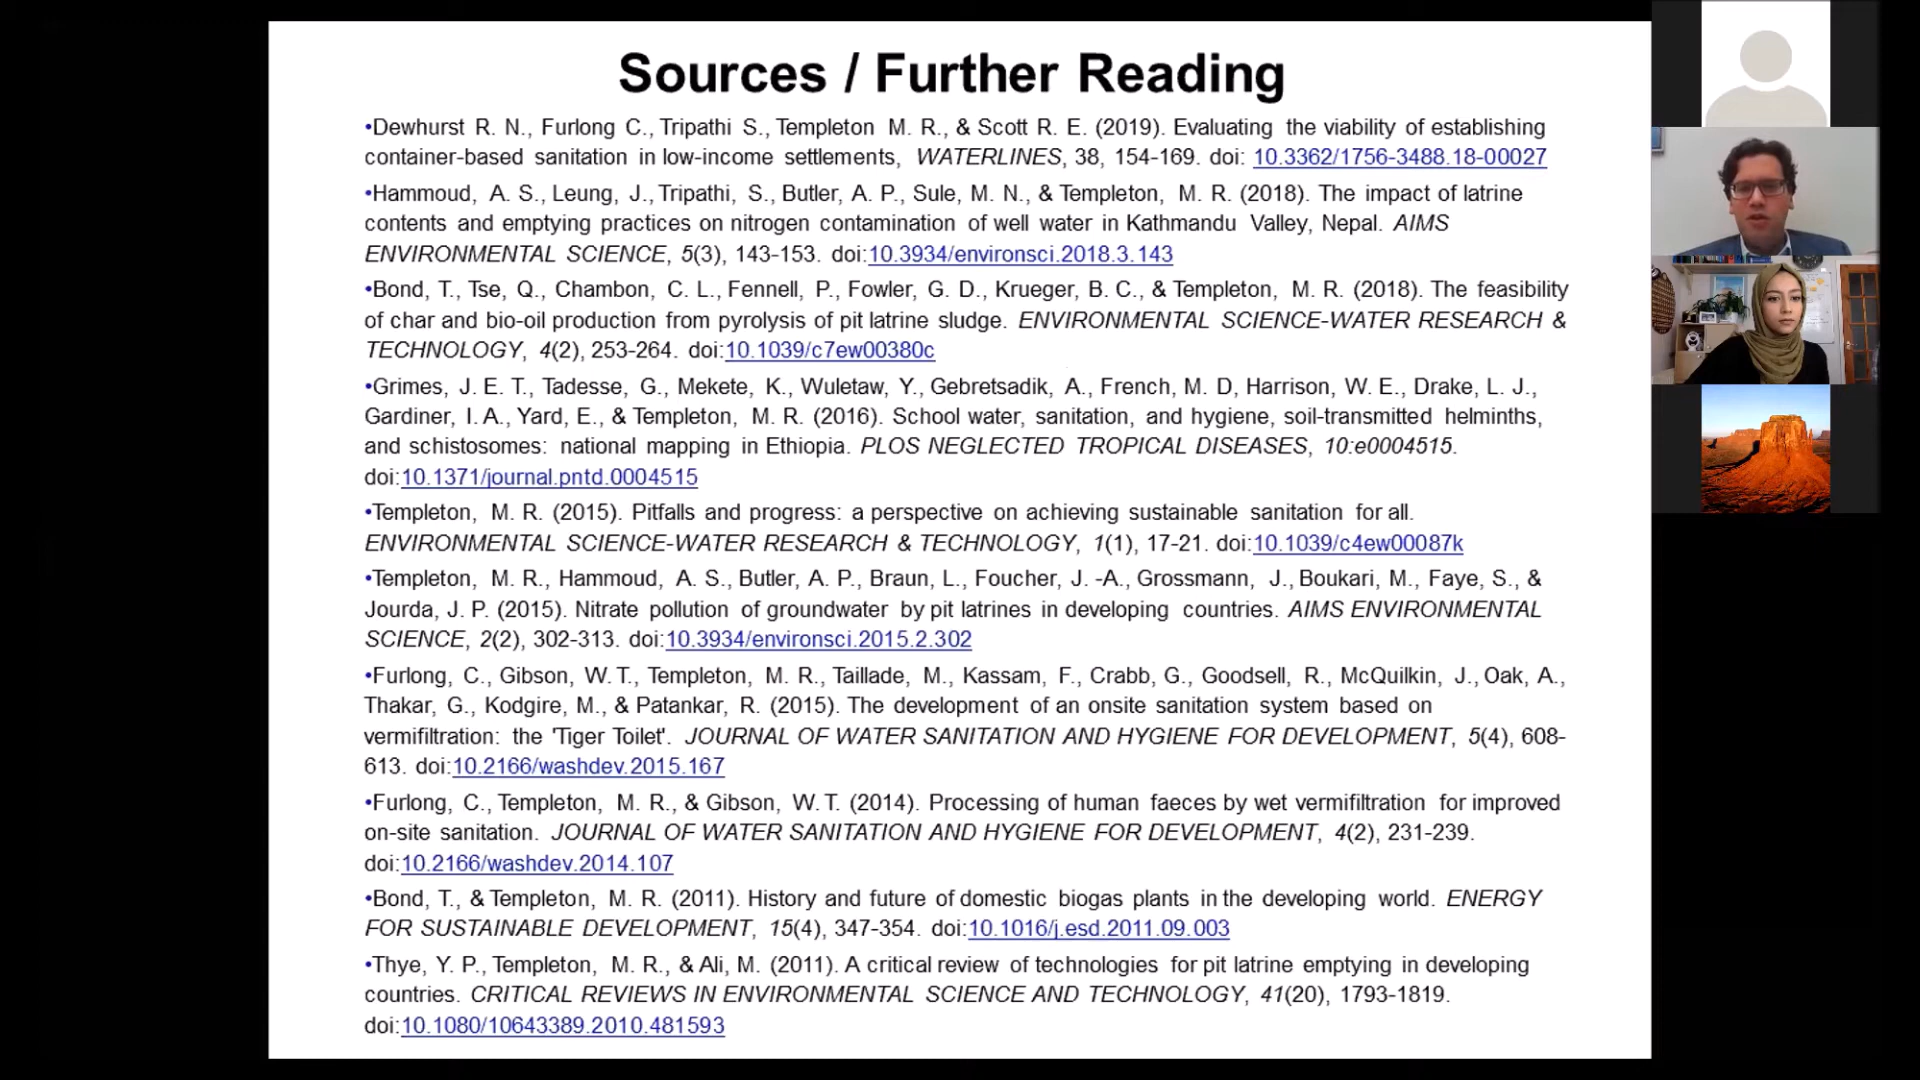 Sources / Further Reading
•Dewhurst R. N., Furlong C., Tripathi S., Templeton M. R., & Scott R. E. (2019). Evaluating the viability of establishing
container-based sanitation in low-income settlements, WATERLINES, 38, 154-169. doi: 10.3362/1756-3488.18-00027
•Hammoud, A. S., Leung, J., Tripathi, S., Butler, A. P., Sule, M. N., & Templeton, M. R. (2018). The impact of latrine
contents and emptying practices on nitrogen contamination of well water in Kathmandu Valley, Nepal. AIMS
ENVIRONMENTAL SCIENCE, 5(3), 143-153. doi:10.3934/environsci.2018.3.143
•Bond, T., Tse, Q., Chambon, C. L., Fennell, P., Fowler, G. D., Krueger, B. C., & Templeton, M. R. (2018). The feasibility
of char and bio-oil production from pyrolysis of pit latrine sludge. ENVIRONMENTAL SCIENCE-WATER RESEARCH &
TECHNOLOGY, 4(2), 253-264. doi:10.1039/c7ew00380c
•Grimes, J. E. T., Tadesse, G., Mekete, K., Wuletaw, Y., Gebretsadik, A., French, M. D, Harrison, W. E., Drake, L. J.,
Gardiner, I. A., Yard, E., & Templeton, M. R. (2016). School water, sanitation, and hygiene, soil-transmitted helminths,
and schistosomes: national mapping in Ethiopia. PLOS NEGLECTED TROPICAL DISEASES, 10:e0004515.
doi:10.1371/journal.pntd.0004515
•Templeton, M. R. (2015). Pitfalls and progress: a perspective on achieving sustainable sanitation for all.
ENVIRONMENTAL SCIENCE-WATER RESEARCH & TECHNOLOGY, 1(1), 17-21. doi:10.1039/c4ew00087k
•Templeton, M. R., Hammoud, A. S., Butler, A. P., Braun, L., Foucher, J. -A., Grossmann, J., Boukari, M., Faye, S., &
Jourda, J. P. (2015). Nitrate pollution of groundwater by pit latrines in developing countries. AIMS ENVIRONMENTAL
SCIENCE, 2(2), 302-313. doi:10.3934/environsci.2015.2.302
•Furlong, C., Gibson, W. T., Templeton, M. R., Taillade, M., Kassam, F., Crabb, G., Goodsell, R., McQuilkin, J., Oak, A.,
Thakar, G., Kodgire, M., & Patankar, R. (2015). The development of an onsite sanitation system based on
vermifiltration: the 'Tiger Toilet'. JOURNAL OF WATER SANITATION AND HYGIENE FOR DEVELOPMENT, 5(4), 608-
613. doi:10.2166/washdev.2015.167
•Furlong, C., Templeton, M. R., & Gibson, W. T. (2014). Processing of human faeces by wet vermifiltration for improved
on-site sanitation. JOURNAL OF WATER SANITATION AND HYGIENE FOR DEVELOPMENT, 4(2), 231-239.
doi:10.2166/washdev.2014.107
•Bond, T., & Templeton, M. R. (2011). History and future of domestic biogas plants in the developing world. ENERGY
FOR SUSTAINABLE DEVELOPMENT, 15(4), 347-354. doi:10.1016/j.esd.2011.09.003
•Thye, Y. P., Templeton, M. R., & Ali, M. (2011). A critical review of technologies for pit latrine emptying in developing
countries. CRITICAL REVIEWS IN ENVIRONMENTAL SCIENCE AND TECHNOLOGY, 41(20), 1793-1819.
doi:10.1080/10643389.2010.481593